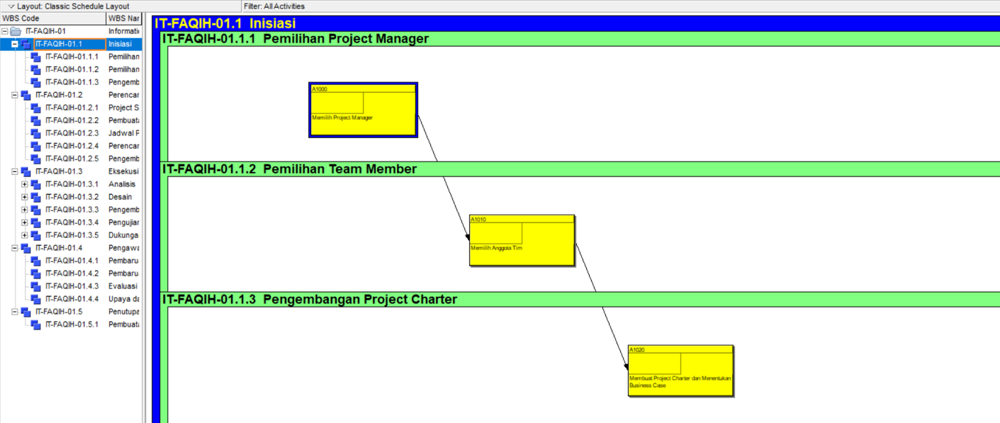 Layout: Classic Schedule Layout
Filter: All Activities
WBS Code
WBS Nar
IT-FAQIH-01 Informati
IT-FAQIH-01.1 Inisiasi
IT-FAQIH-01.1.1 Pemilihan
IT-FAQIH-01.1.2 Pemilihan
IT-FAQIH-01.1.3 Pengemb
IT-FAQIH-01.2 Perencar
IT-FAQIH-01.2.1 Project S
IT-FAQIH-01.2.2 Pembuata
IT-FAQIH-01.2.3 Jadwal P
IT-FAQIH-01.2.4 Perencar
IT-FAQIH-01.2.5 Pengemb
IT-FAQIH-01.3 Eksekusi
IT-FAQIH-01.3.1 Analisis
IT-FAQIH-01.3.2 Desain
IT-FAQIH-01.3.3 Pengemb
IT-FAQIH-01.3.4 Pengujiar
IT-FAQIH-01.3.5 Dukunga
IT-FAQIH-01.4 Pengawa
IT-FAQIH-01.4.1 Pembaru
IT-FAQIH-01.4.2 Pembaru
IT-FAQIH-01.4.3 Evaluasi
IT-FAQIH-01.4.4 Upaya da
IT-FAQIH-01.5 Penutupa
IT-FAQIH-01.5.1 Pembuata
IT-FAQIH-01.1 Inisiasi
IT-FAQIH-01.1.1 Pemilihan Project Manager
A1000
Memilih Project Manager
IT-FAQIH-01.1.2 Pemilihan Team Member
A1010
Memilih Anggota Tim
IT-FAQIH-01.1.3 Pengembangan Project Charter
A1020
Membuat Project Charter dan Menentukan
Business Case